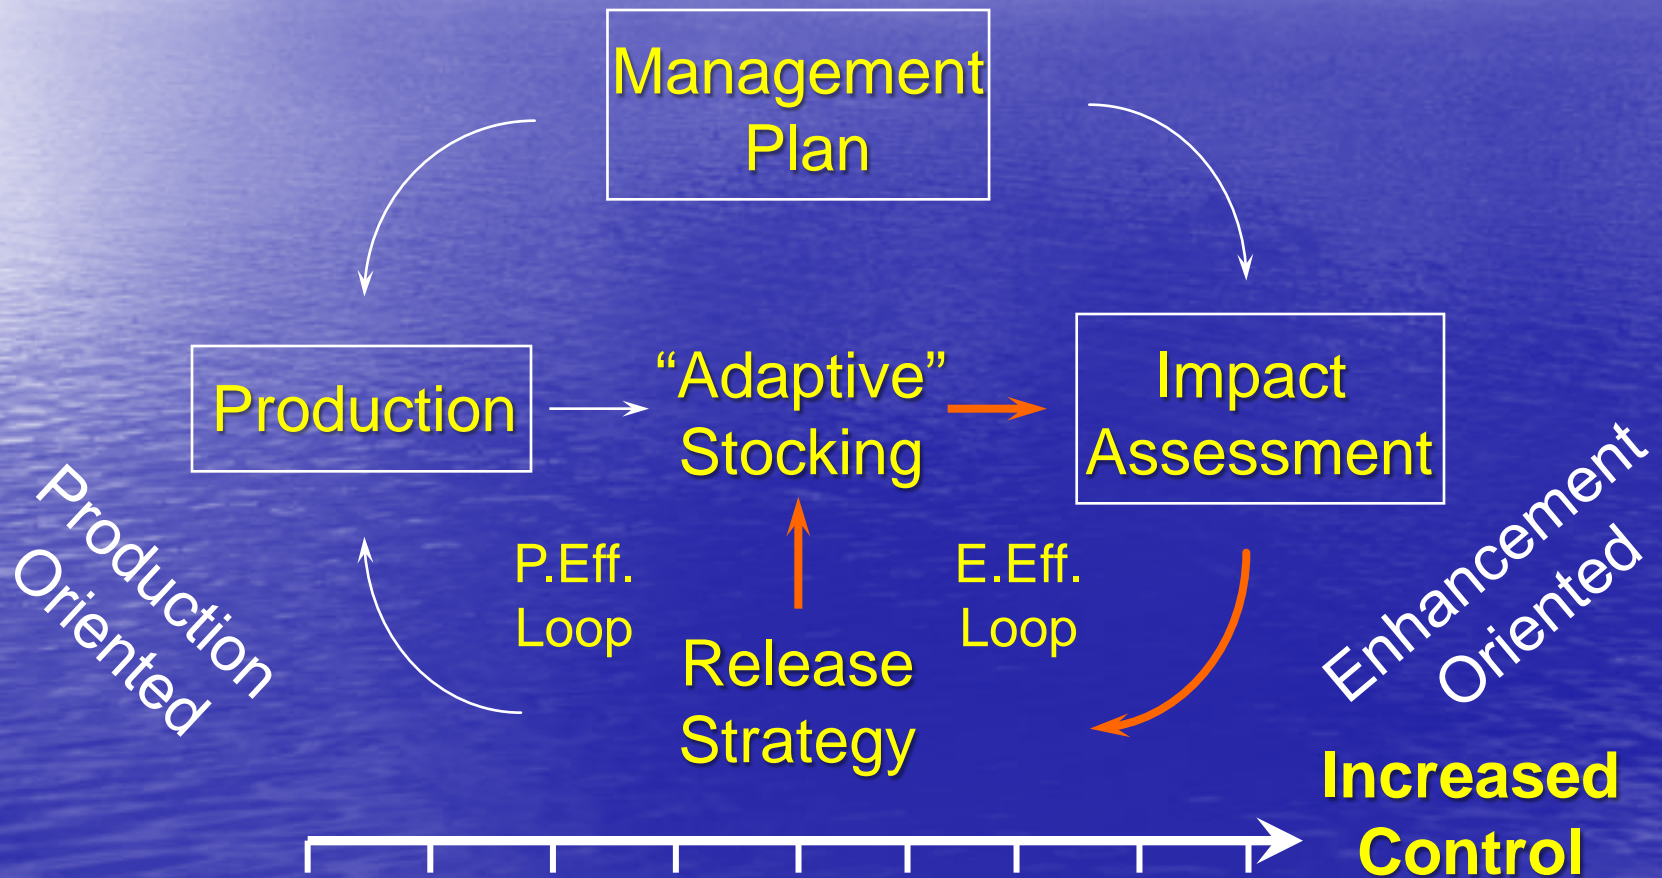 Management
Plan
Production
“Adaptive”
Stocking
Impact
Assessment
Production
Oriented
P.Eff.
Loop
E.Eff.
Loop
Release
Strategy
Enhancement
Oriented
Increased
Control